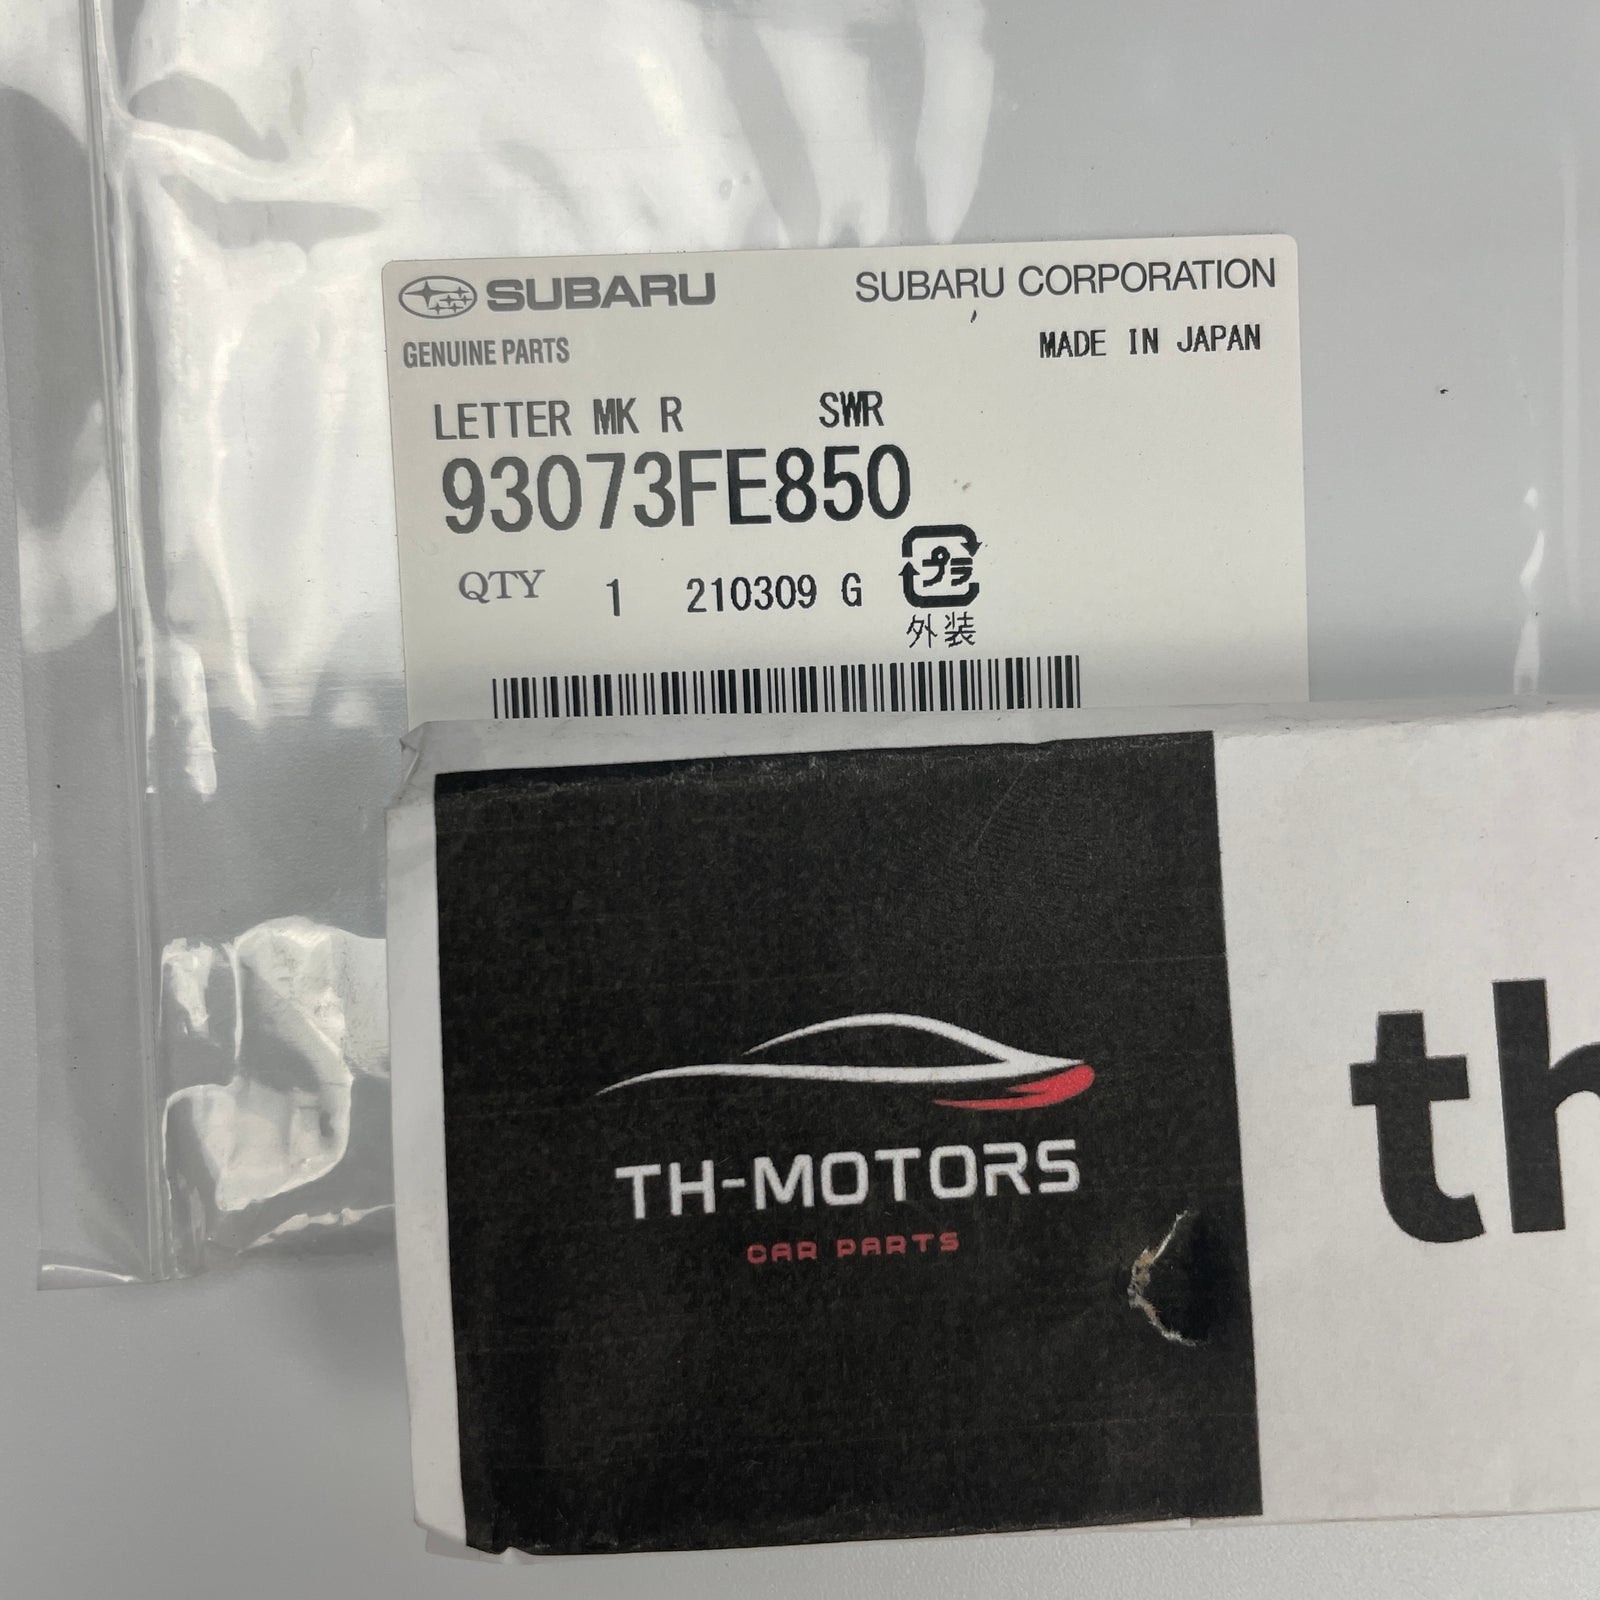 SUBARU
SUBARU CORPORATION
GENUINE PARTS
MADE IN JAPAN
LETTER MK R SWR
93073FE850
QTY 1 210309 G
プラ
外装
TH-MOTORS
CAR PARTS
th